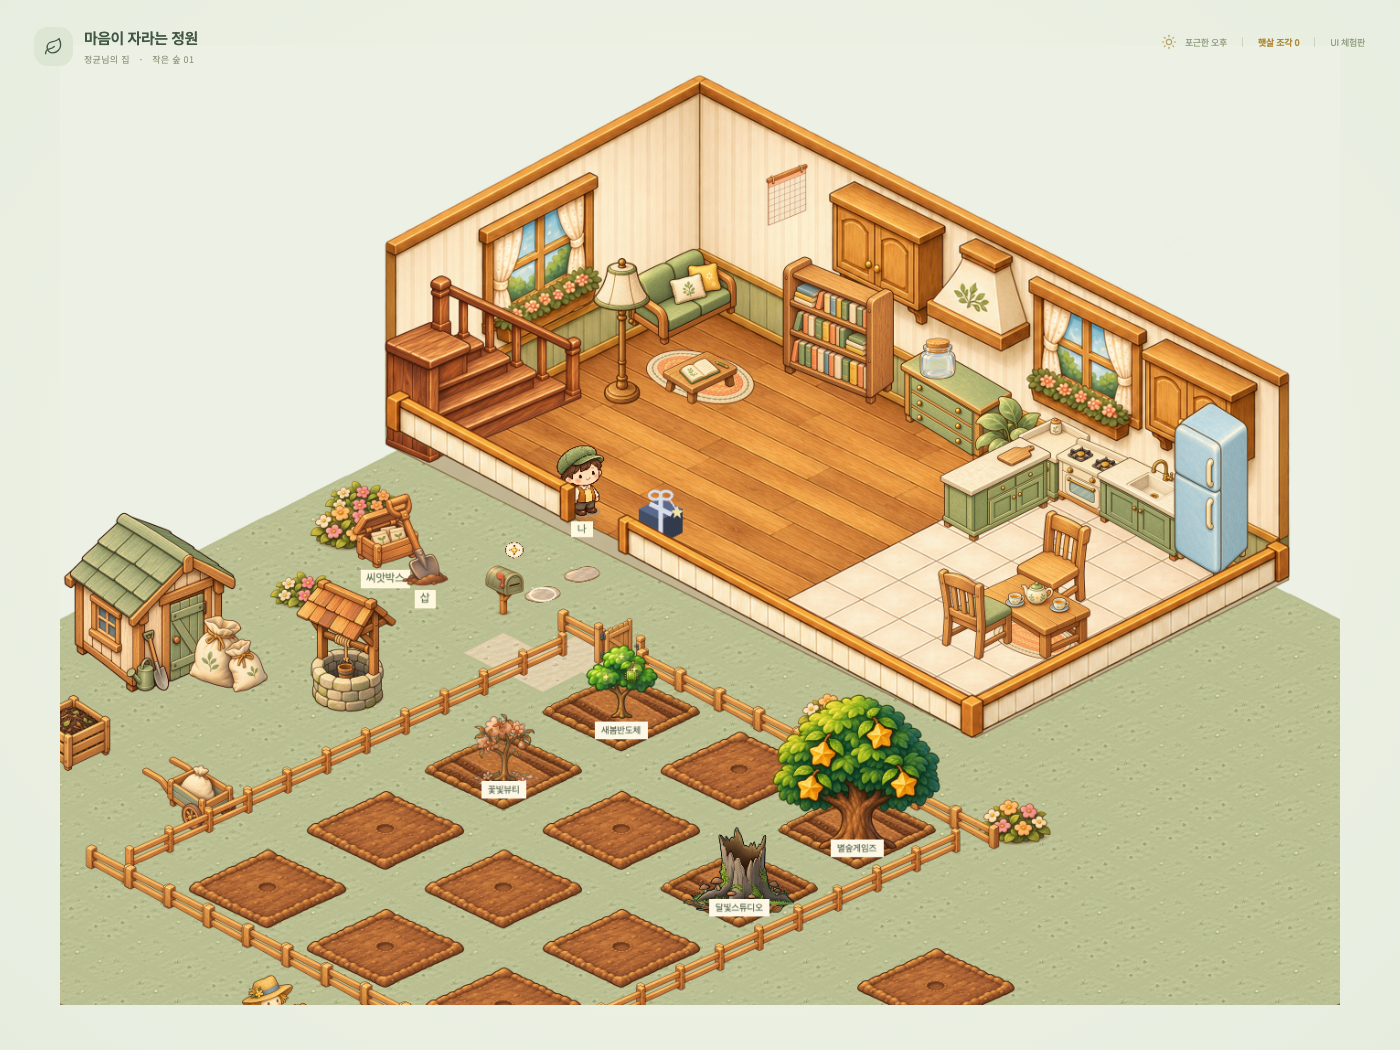 마음이 자라는 정원
정균님의 집 · 작은 숲 01
포근한 오후
햇살 조각 0
UI 체험판
나
씨앗박스
삽
새봄반도체
꽃빛뷰티
별숲게임즈
달빛스튜디오